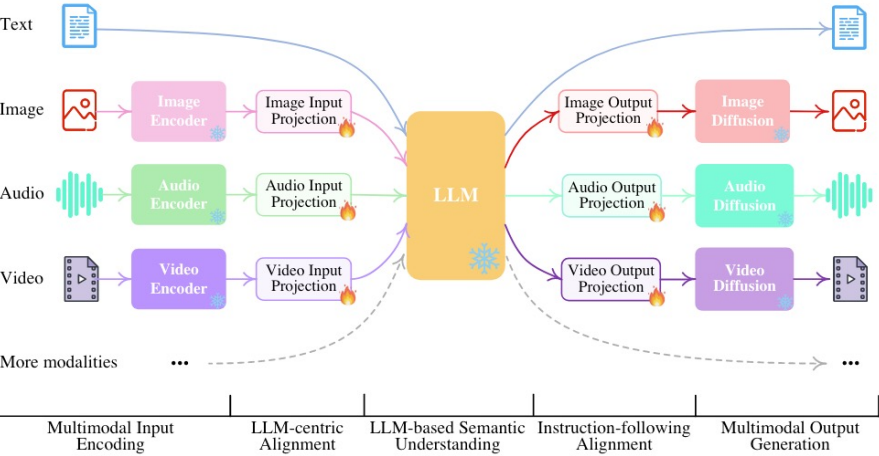 Text
Image
Image
Encoder
Image Input
Projection
Image Output
Projection
Image
Diffusion
Audio
Audio
Encoder
Audio Input
Projection
LLM
Audio Output
Projection
Audio
Diffusion
Video
Video
Encoder
Video Input
Projection
Video Output
Projection
Video
Diffusion
More modalities
...
...
Multimodal Input
Encoding
LLM-centric
Alignment
LLM-based Semantic
Understanding
Instruction-following
Alignment
Multimodal Output
Generation